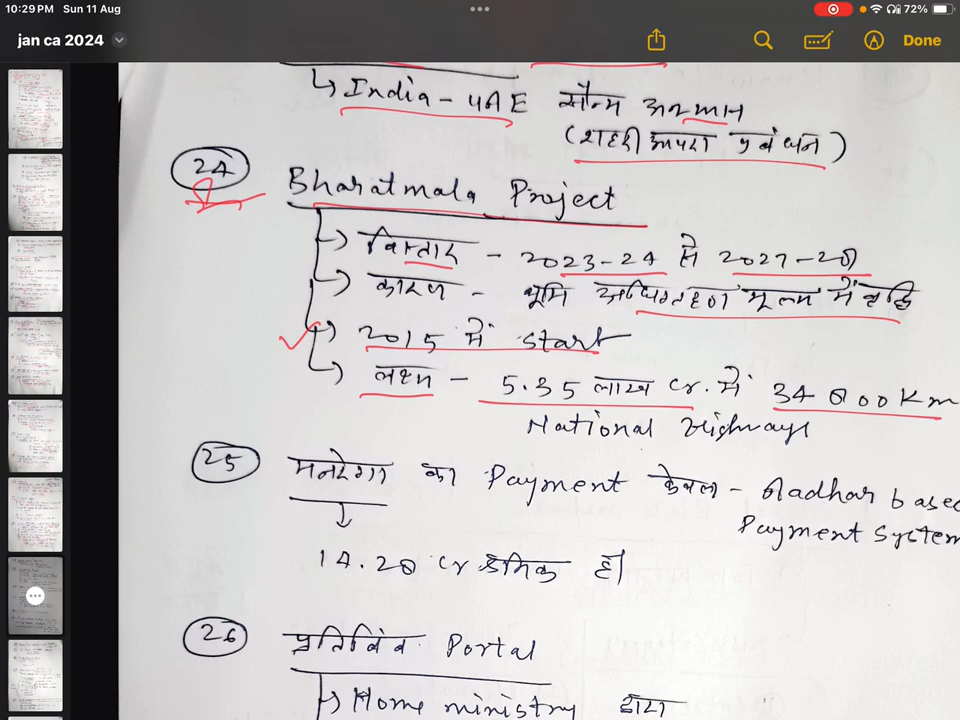 10:29 PM Sun 11 Aug
72%
jan ca 2024
Done
↳ India - UAE सैन्य अभ्यास
(शहरी आपदा प्रबंधन)
24 Bharatmala Project
→ विस्तार - 2023-24 से 2027-28
→ कारण - भूमि अधिग्रहण मूल्य में वृद्धि
→ 2015 में start
→ लक्ष्य - 5.35 लाख cr. में 34800 Km
National Highways
25 मनरेगा का Payment केवल - Aadhar based
Payment System
14.28 cr श्रमिक हैं
26 प्रतिबिंब Portal
→ Home ministry द्वारा